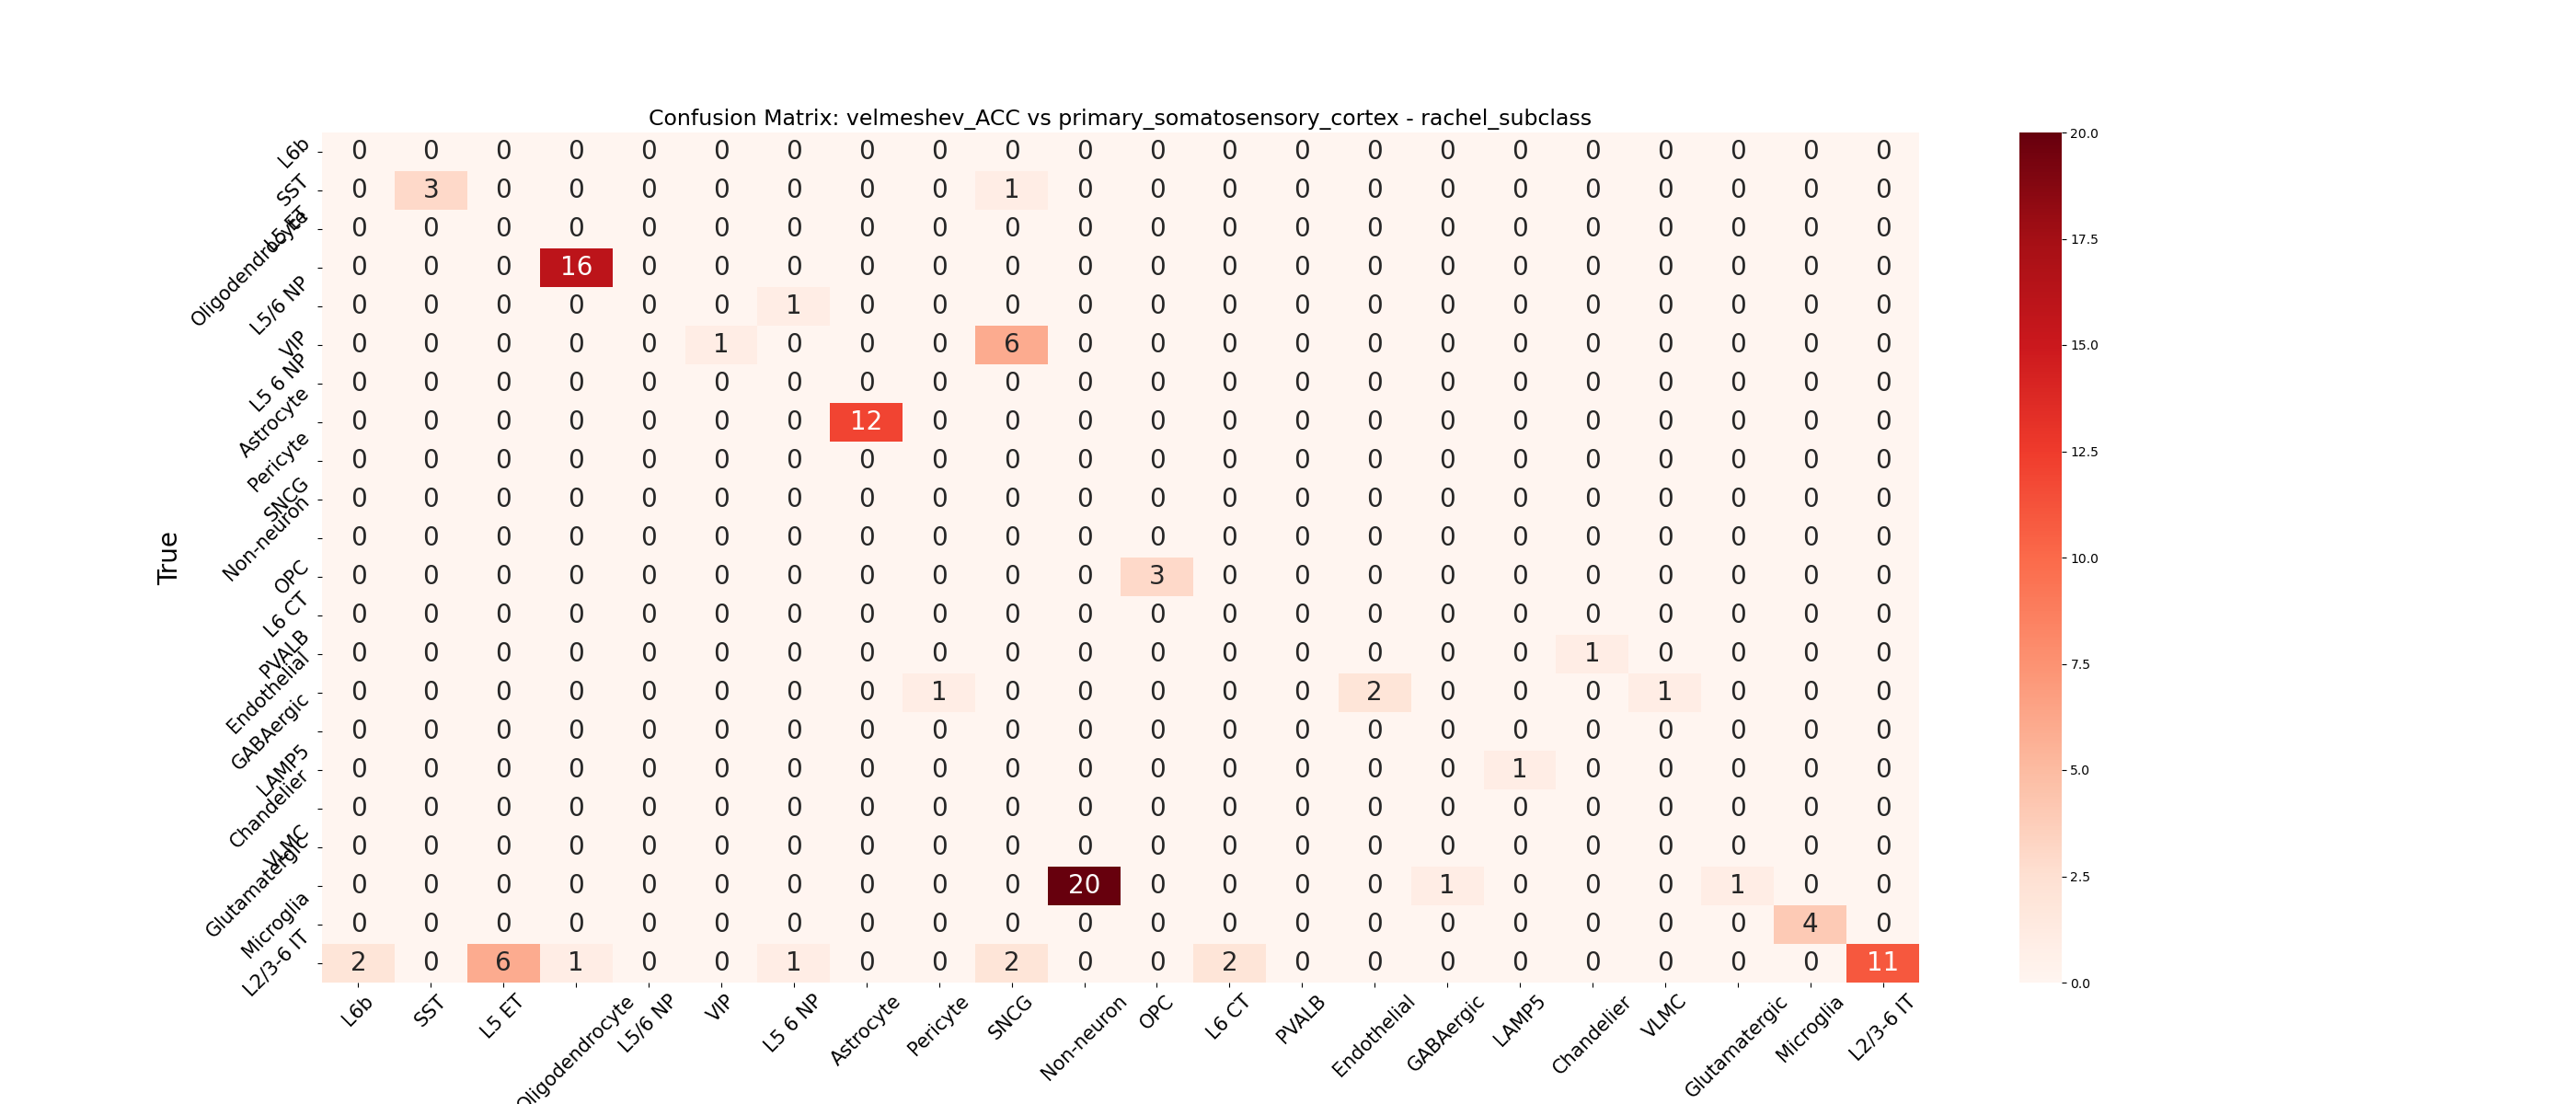 Confusion Matrix: velmeshev_ACC vs primary_somatosensory_cortex - rachel_subclass
True
L6b 0 0 0 0 0 0 0 0 0 0 0 0 0 0 0 0 0 0 0 0 0 0
SST 0 3 0 0 0 0 0 0 0 1 0 0 0 0 0 0 0 0 0 0 0 0
L5 ET 0 0 0 0 0 0 0 0 0 0 0 0 0 0 0 0 0 0 0 0 0 0
Oligodendrocyte 0 0 0 16 0 0 0 0 0 0 0 0 0 0 0 0 0 0 0 0 0 0
L5/6 NP 0 0 0 0 0 0 1 0 0 0 0 0 0 0 0 0 0 0 0 0 0 0
VIP 0 0 0 0 0 1 0 0 0 6 0 0 0 0 0 0 0 0 0 0 0 0
L5 6 NP 0 0 0 0 0 0 0 0 0 0 0 0 0 0 0 0 0 0 0 0 0 0
Astrocyte 0 0 0 0 0 0 0 12 0 0 0 0 0 0 0 0 0 0 0 0 0 0
Pericyte 0 0 0 0 0 0 0 0 0 0 0 0 0 0 0 0 0 0 0 0 0 0
SNCG 0 0 0 0 0 0 0 0 0 0 0 0 0 0 0 0 0 0 0 0 0 0
Non-neuron 0 0 0 0 0 0 0 0 0 0 0 0 0 0 0 0 0 0 0 0 0 0
OPC 0 0 0 0 0 0 0 0 0 0 0 3 0 0 0 0 0 0 0 0 0 0
L6 CT 0 0 0 0 0 0 0 0 0 0 0 0 0 0 0 0 0 0 0 0 0 0
PVALB 0 0 0 0 0 0 0 0 0 0 0 0 0 0 0 0 0 1 0 0 0 0
Endothelial 0 0 0 0 0 0 0 0 1 0 0 0 0 0 2 0 0 0 1 0 0 0
GABAergic 0 0 0 0 0 0 0 0 0 0 0 0 0 0 0 0 0 0 0 0 0 0
LAMP5 0 0 0 0 0 0 0 0 0 0 0 0 0 0 0 0 1 0 0 0 0 0
Chandelier 0 0 0 0 0 0 0 0 0 0 0 0 0 0 0 0 0 0 0 0 0 0
VLMC 0 0 0 0 0 0 0 0 0 0 0 0 0 0 0 0 0 0 0 0 0 0
Glutamatergic 0 0 0 0 0 0 0 0 0 0 20 0 0 0 0 1 0 0 0 1 0 0
Microglia 0 0 0 0 0 0 0 0 0 0 0 0 0 0 0 0 0 0 0 0 4 0
L2/3-6 IT 2 0 6 1 0 0 1 0 0 2 0 0 2 0 0 0 0 0 0 0 0 11
L6b SST L5 ET Oligodendrocyte L5/6 NP VIP L5 6 NP Astrocyte Pericyte SNCG Non-neuron OPC L6 CT PVALB Endothelial GABAergic LAMP5 Chandelier VLMC Glutamatergic Microglia L2/3-6 IT
20.0
17.5
15.0
12.5
10.0
7.5
5.0
2.5
0.0